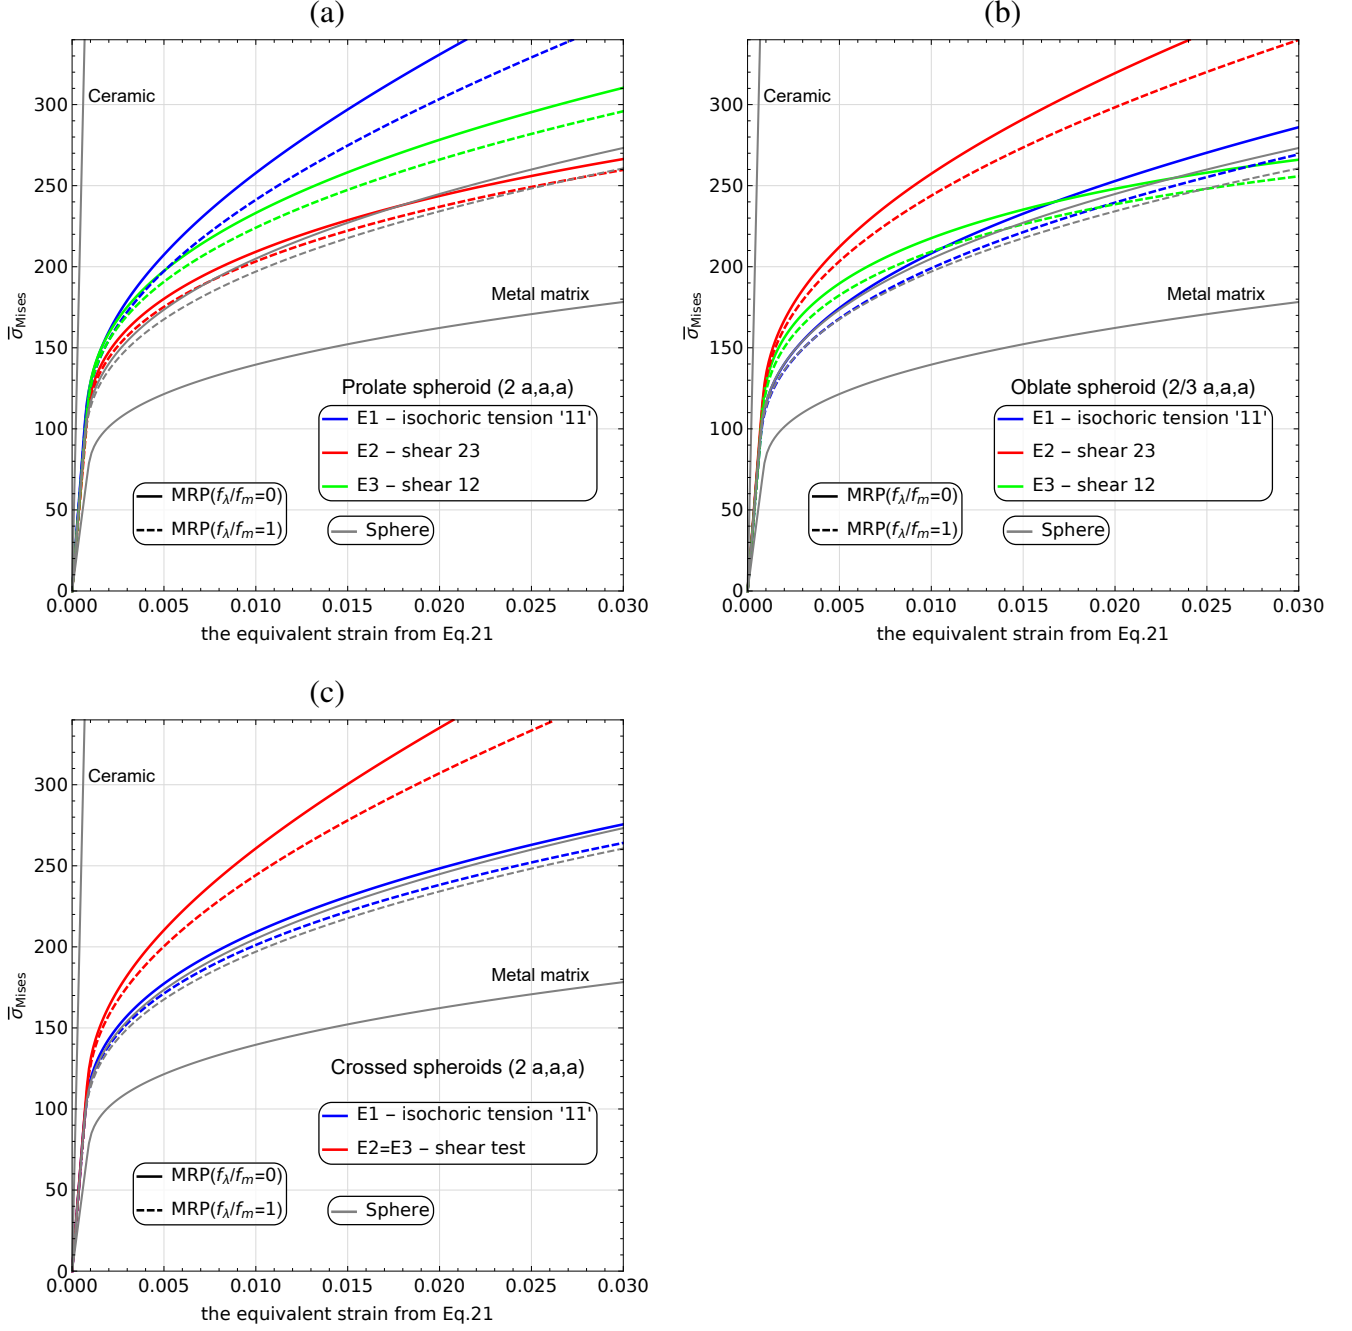 (a)
300
250
200
150
100
50
0
0.000 0.005 0.010 0.015 0.020 0.025 0.030
σ̅Mises
the equivalent strain from Eq.21
Ceramic
Metal matrix
Prolate spheroid (2 a,a,a)
E1 – isochoric tension '11'
E2 – shear 23
E3 – shear 12
MRP(fλ/fm=0)
MRP(fλ/fm=1)
Sphere
(b)
300
250
200
150
100
50
0
0.000 0.005 0.010 0.015 0.020 0.025 0.030
σ̅Mises
the equivalent strain from Eq.21
Ceramic
Metal matrix
Oblate spheroid (2/3 a,a,a)
E1 – isochoric tension '11'
E2 – shear 23
E3 – shear 12
MRP(fλ/fm=0)
MRP(fλ/fm=1)
Sphere
(c)
300
250
200
150
100
50
0
0.000 0.005 0.010 0.015 0.020 0.025 0.030
σ̅Mises
the equivalent strain from Eq.21
Ceramic
Metal matrix
Crossed spheroids (2 a,a,a)
E1 – isochoric tension '11'
E2=E3 – shear test
MRP(fλ/fm=0)
MRP(fλ/fm=1)
Sphere